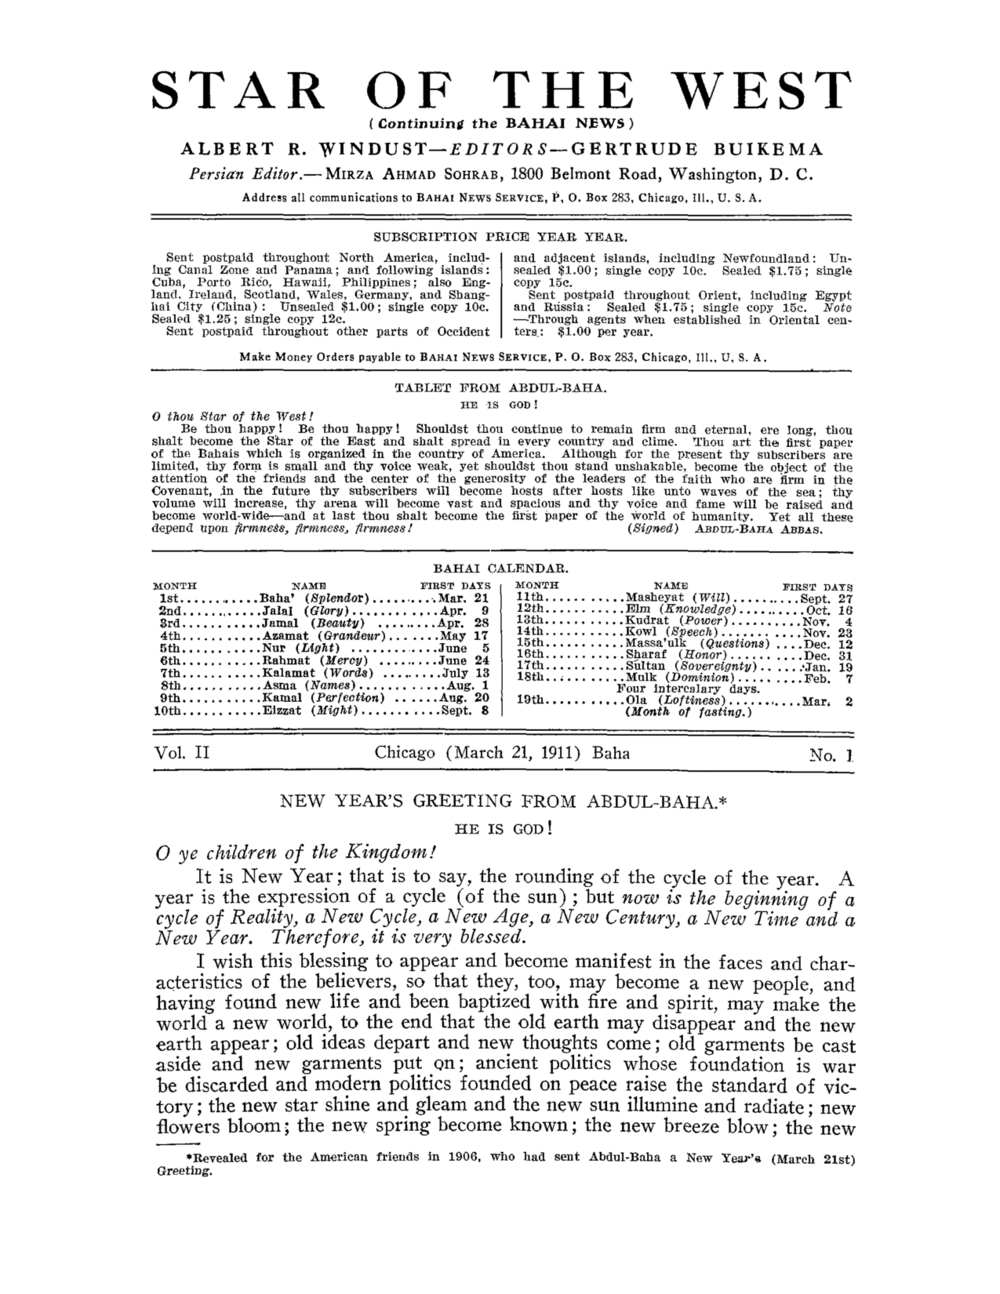 STAR OF THE WEST
(Continuing the BAHAI NEWS)
ALBERT R. WINDUST—EDITORS—GERTRUDE BUIKEMA
Persian Editor.—MIRZA AHMAD SOHRAB, 1800 Belmont Road, Washington, D. C.
Address all communications to BAHAI NEWS SERVICE, P, O. Box 283, Chicago, Ill., U. S. A.
SUBSCRIPTION PRICE YEAR YEAR.
Sent postpaid throughout North America, includ-
ing Canal Zone and Panama; and following islands:
Cuba, Porto Rico, Hawaii, Philippines; also Eng-
land, Ireland, Scotland, Wales, Germany, and Shang-
hai City (China): Unsealed $1.00; single copy 10c.
Sealed $1.25; single copy 12c.
Sent postpaid throughout other parts of Occident
and adjacent islands, including Newfoundland: Un-
sealed $1.00; single copy 10c. Sealed $1.75; single
copy 15c.
Sent postpaid throughout Orient, including Egypt
and Russia: Sealed $1.75; single copy 15c. Note
—Through agents when established in Oriental cen-
ters: $1.00 per year.
Make Money Orders payable to BAHAI NEWS SERVICE, P. O. Box 283, Chicago, Ill., U. S. A.
TABLET FROM ABDUL-BAHA.
HE IS GOD!
O thou Star of the West!
Be thou happy! Be thou happy! Shouldst thou continue to remain firm and eternal, ere long, thou
shalt become the Star of the East and shalt spread in every country and clime. Thou art the first paper
of the Bahais which is organized in the country of America. Although for the present thy subscribers are
limited, thy form is small and thy voice weak, yet shouldst thou stand unshakable, become the object of the
attention of the friends and the center of the generosity of the leaders of the faith who are firm in the
Covenant, in the future thy subscribers will become hosts after hosts like unto waves of the sea; thy
volume will increase, thy arena will become vast and spacious and thy voice and fame will be raised and
become world-wide—and at last thou shalt become the first paper of the world of humanity. Yet all these
depend upon firmness, firmness, firmness! (Signed) ABDUL-BAHA ABBAS.
BAHAI CALENDAR.
MONTH NAME FIRST DAYS
1st...........Baha' (Splendor)..........Mar. 21
2nd...........Jalal (Glory)............Apr. 9
3rd...........Jamal (Beauty) ........Apr. 28
4th...........Azamat (Grandeur).......May 17
5th...........Nur (Light) ...........June 5
6th...........Rahmat (Mercy) ........June 24
7th...........Kalamat (Words) ........July 13
8th...........Asma (Names)............Aug. 1
9th...........Kamal (Perfection) ......Aug. 20
10th...........Eizzat (Might)...........Sept. 8
MONTH NAME FIRST DAYS
11th...........Masheyat (Will)..........Sept. 27
12th...........Elm (Knowledge)..........Oct. 16
13th...........Kudrat (Power)..........Nov. 4
14th...........Kowl (Speech)...........Nov. 23
15th...........Massa'ulk (Questions) ....Dec. 12
16th...........Sharaf (Honor)..........Dec. 31
17th...........Sultan (Sovereignty)......Jan. 19
18th...........Mulk (Dominion).........Feb. 7
Four intercalary days.
19th...........Ola (Loftiness)...........Mar. 2
(Month of fasting.)
Vol. II Chicago (March 21, 1911) Baha No. 1
NEW YEAR'S GREETING FROM ABDUL-BAHA.*
HE IS GOD!
O ye children of the Kingdom!
It is New Year; that is to say, the rounding of the cycle of the year. A
year is the expression of a cycle (of the sun); but now is the beginning of a
cycle of Reality, a New Cycle, a New Age, a New Century, a New Time and a
New Year. Therefore, it is very blessed.
I wish this blessing to appear and become manifest in the faces and char-
acteristics of the believers, so that they, too, may become a new people, and
having found new life and been baptized with fire and spirit, may make the
world a new world, to the end that the old earth may disappear and the new
earth appear; old ideas depart and new thoughts come; old garments be cast
aside and new garments put on; ancient politics whose foundation is war
be discarded and modern politics founded on peace raise the standard of vic-
tory; the new star shine and gleam and the new sun illumine and radiate; new
flowers bloom; the new spring become known; the new breeze blow; the new
*Revealed for the American friends in 1906, who had sent Abdul-Baha a New Year's (March 21st)
Greeting.